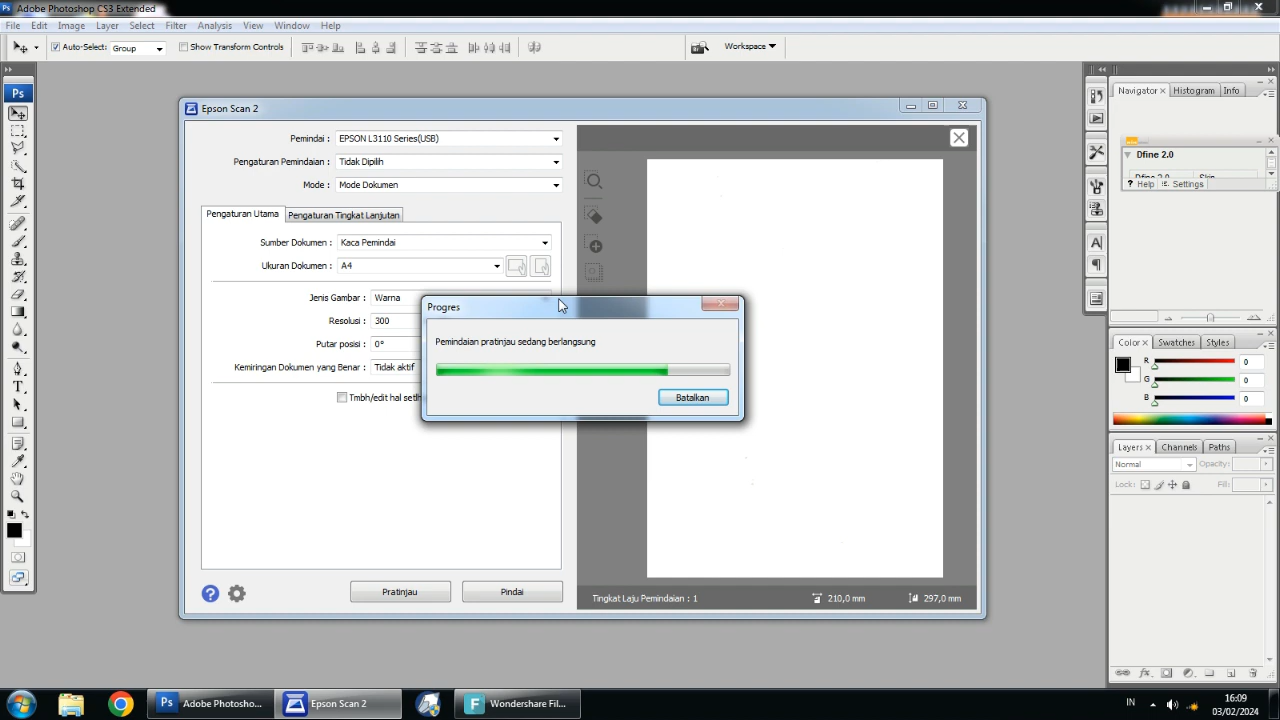 Adobe Photoshop CS3 Extended
File Edit Image Layer Select Filter Analysis View Window Help
Auto-Select: Group Show Transform Controls Workspace
Epson Scan 2
Pemindai : EPSON L3110 Series(USB)
Pengaturan Pemindaian : Tidak Dipilih
Mode : Mode Dokumen
Pengaturan Utama Pengaturan Tingkat Lanjutan
Sumber Dokumen : Kaca Pemindai
Ukuran Dokumen : A4
Jenis Gambar : Warna
Resolusi : 300
Putar posisi : 0°
Kemiringan Dokumen yang Benar : Tidak aktif
Tmbh/edit hal
Progres
Pemindaian pratinjau sedang berlangsung
Batalkan
Pratinjau Pindai
Tingkat Laju Pemindaian : 1 210,0 mm 297,0 mm
Ps
Navigator Histogram Info
Dfine 2.0
Help Settings
Color Swatches Styles
R 0
G 0
B 0
Layers Channels Paths
Normal Opacity:
Lock: Fill:
Adobe Photosho... Epson Scan 2 Wondershare Fil...
IN 16:09
03/02/2024